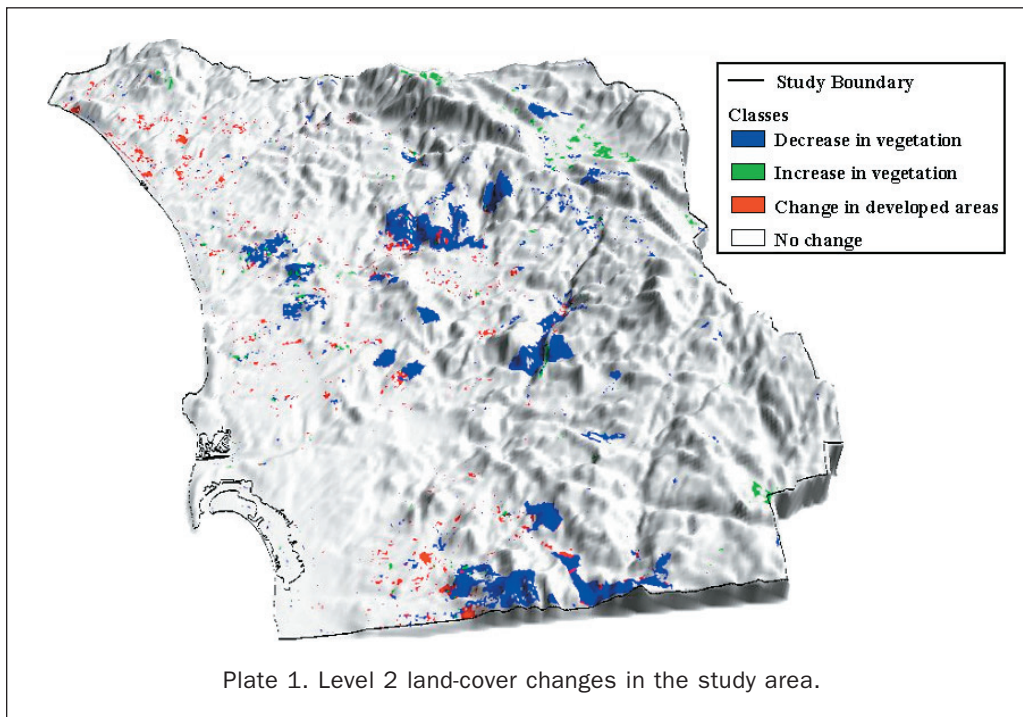 Study Boundary
Classes
Decrease in vegetation
Increase in vegetation
Change in developed areas
No change
Plate 1. Level 2 land-cover changes in the study area.